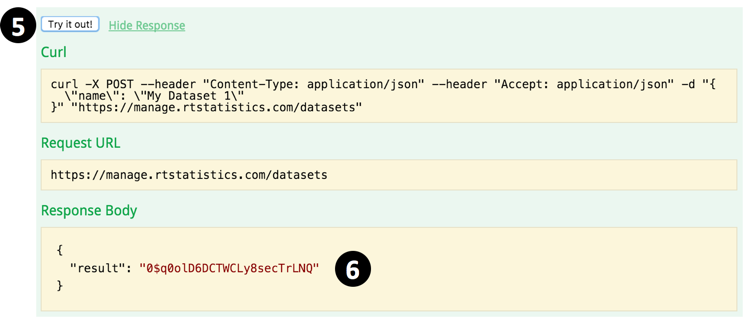 5 Try it out! Hide Response
Curl
curl -X POST --header "Content-Type: application/json" --header "Accept: application/json" -d "{
\"name\": \"My Dataset 1\"
}" "https://manage.rtstatistics.com/datasets"
Request URL
https://manage.rtstatistics.com/datasets
Response Body
{
"result": "0$q0olD6DCTWCLy8secTrLNQ" 6
}